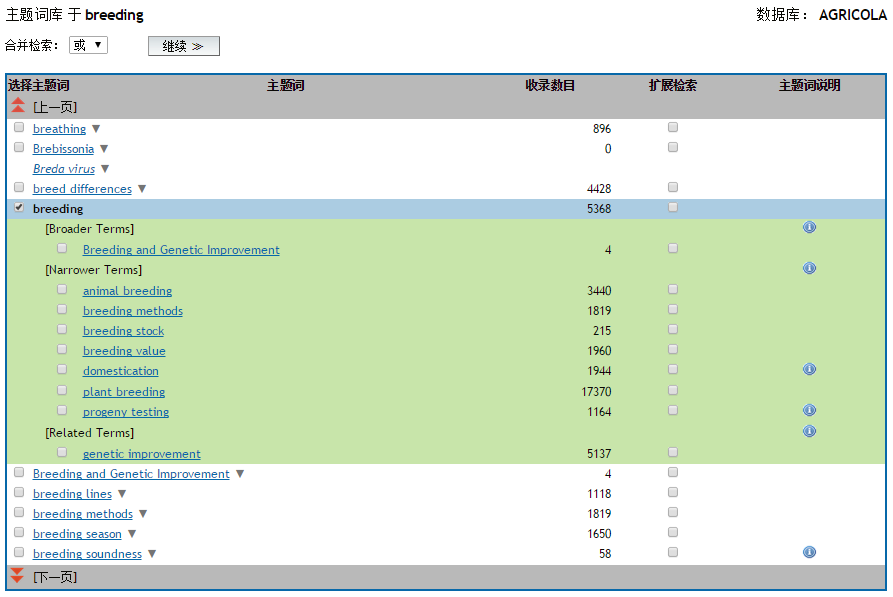 主题词库 于 breeding 数据库： AGRICOLA
合并检索： 或 ▼ 继续 ≫
选择主题词 主题词 收录数目 扩展检索 主题词说明
[上一页]
breathing ▼ 896
Brebissonia ▼ 0
Breda virus ▼
breed differences ▼ 4428
breeding 5368
[Broader Terms]
Breeding and Genetic Improvement 4
[Narrower Terms]
animal breeding 3440
breeding methods 1819
breeding stock 215
breeding value 1960
domestication 1944
plant breeding 17370
progeny testing 1164
[Related Terms]
genetic improvement 5137
Breeding and Genetic Improvement ▼ 4
breeding lines ▼ 1118
breeding methods ▼ 1819
breeding season ▼ 1650
breeding soundness ▼ 58
[下一页]